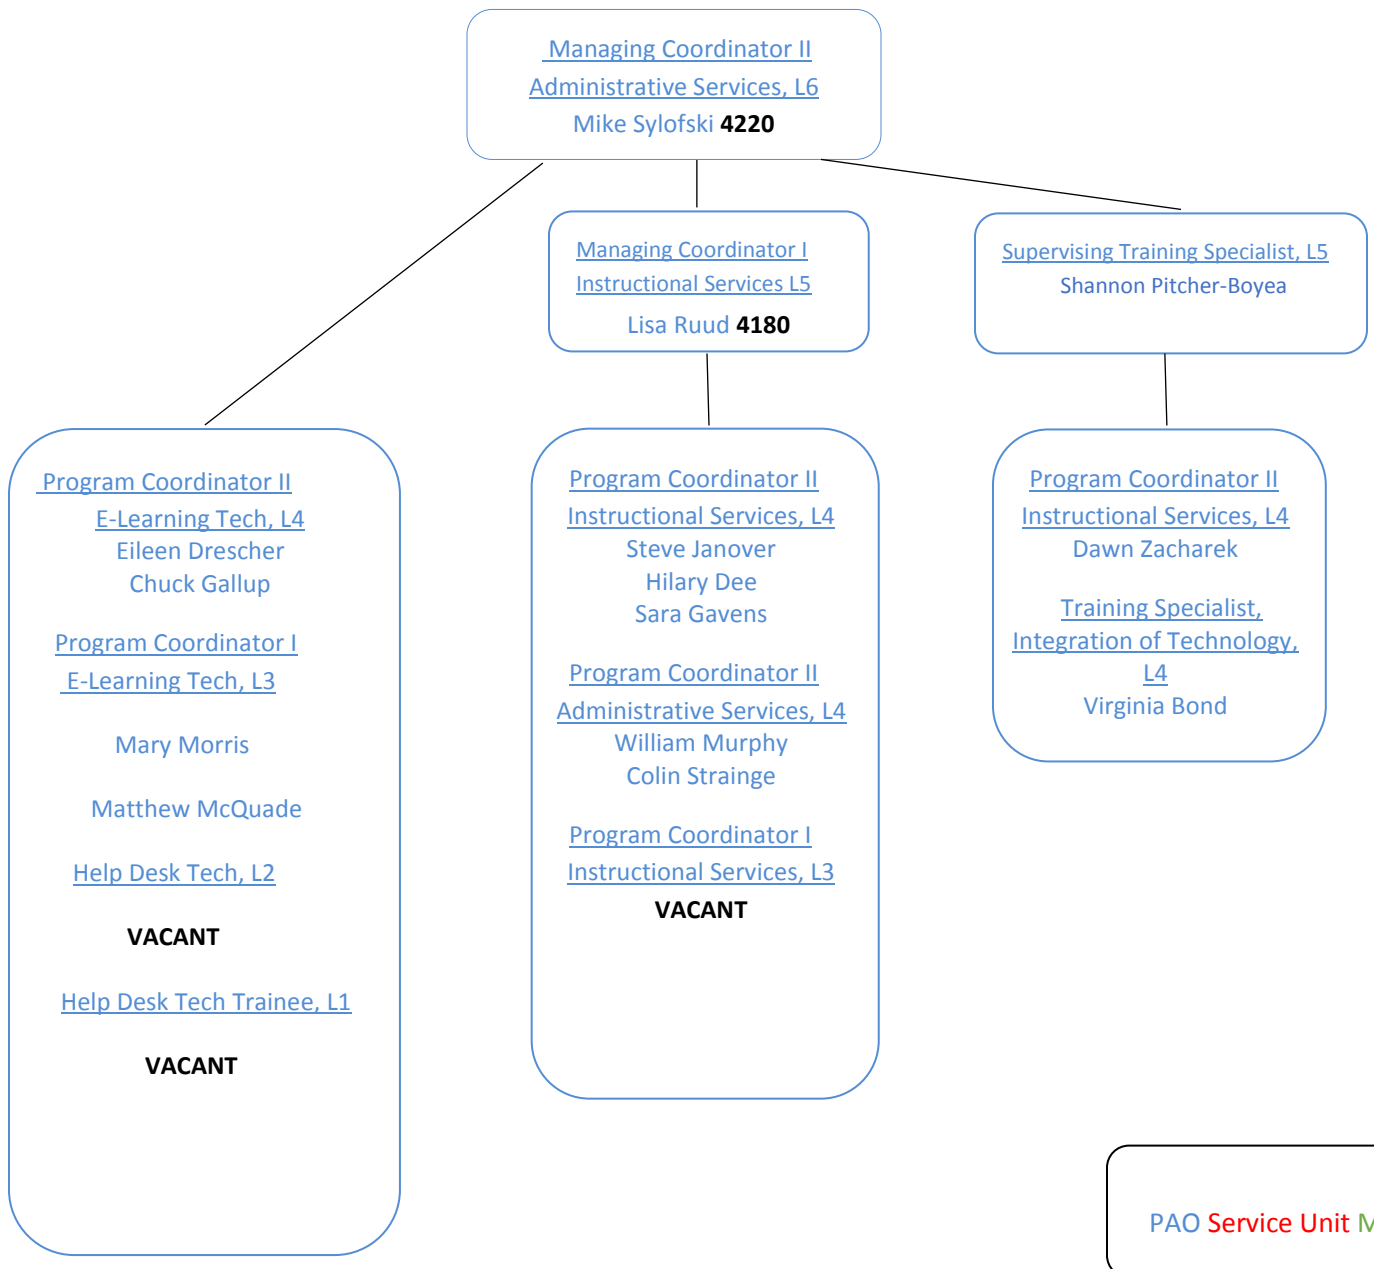 Managing Coordinator II
Administrative Services, L6
Mike Sylofski 4220
Managing Coordinator I
Instructional Services L5
Lisa Ruud 4180
Supervising Training Specialist, L5
Shannon Pitcher-Boyea
Program Coordinator II
E-Learning Tech, L4
Eileen Drescher
Chuck Gallup
Program Coordinator I
E-Learning Tech, L3
Mary Morris
Matthew McQuade
Help Desk Tech, L2
VACANT
Help Desk Tech Trainee, L1
VACANT
Program Coordinator II
Instructional Services, L4
Steve Janover
Hilary Dee
Sara Gavens
Program Coordinator II
Administrative Services, L4
William Murphy
Colin Strainge
Program Coordinator I
Instructional Services, L3
VACANT
Program Coordinator II
Instructional Services, L4
Dawn Zacharek
Training Specialist,
Integration of Technology,
L4
Virginia Bond
PAO Service Unit